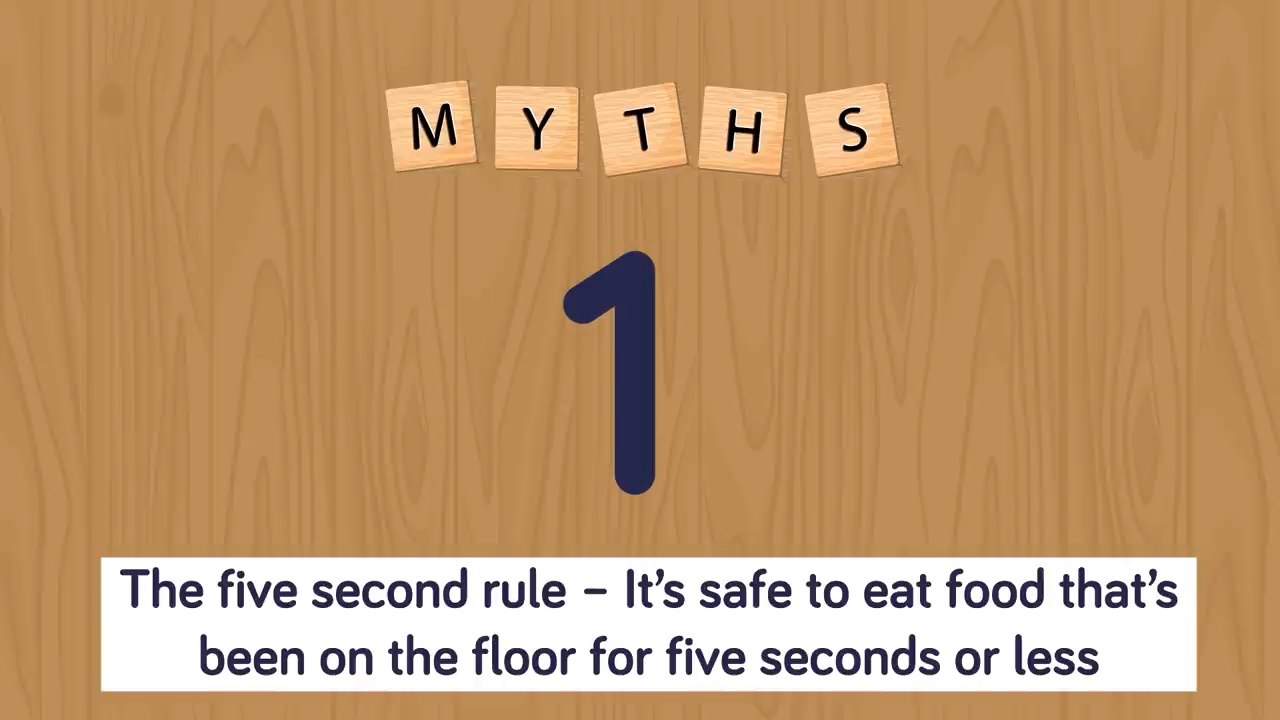 MYTHS
1
The five second rule – It’s safe to eat food that’s
been on the floor for five seconds or less